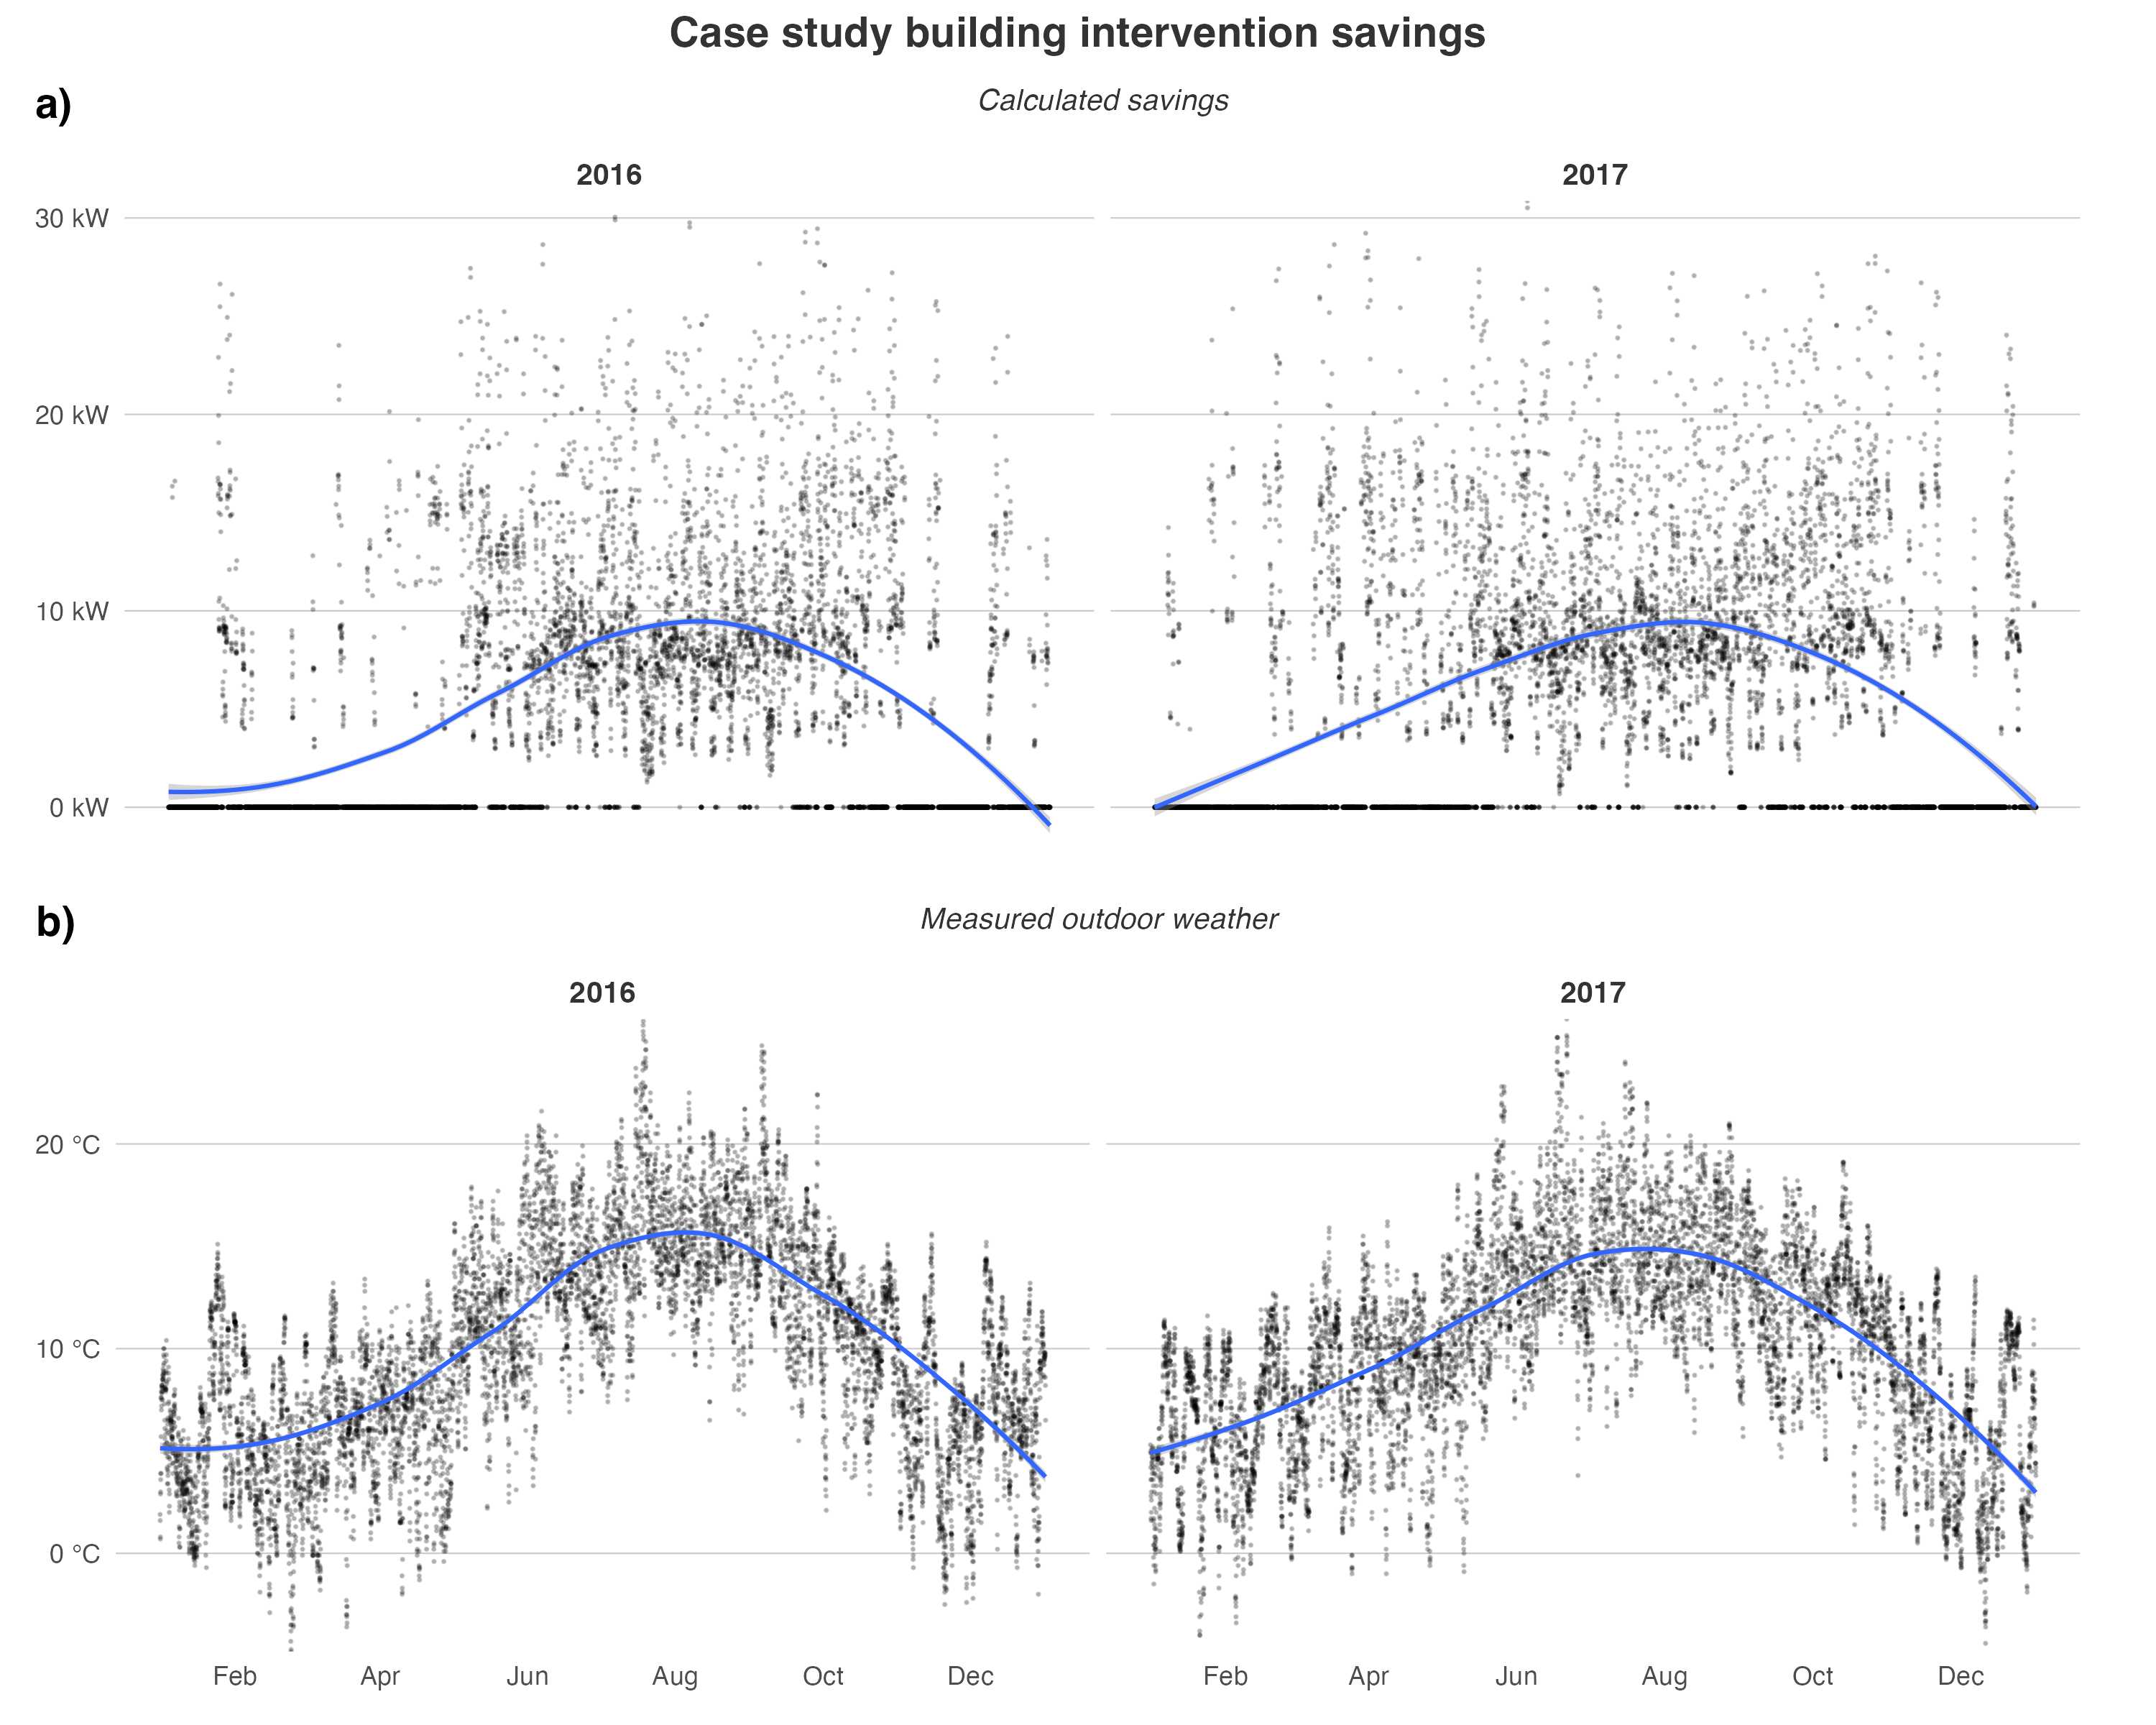 Case study building intervention savings
a)
Calculated savings
2016
2017
30 kW
20 kW
10 kW
0 kW
b)
Measured outdoor weather
2016
2017
20 °C
10 °C
0 °C
Feb Apr Jun Aug Oct Dec Feb Apr Jun Aug Oct Dec